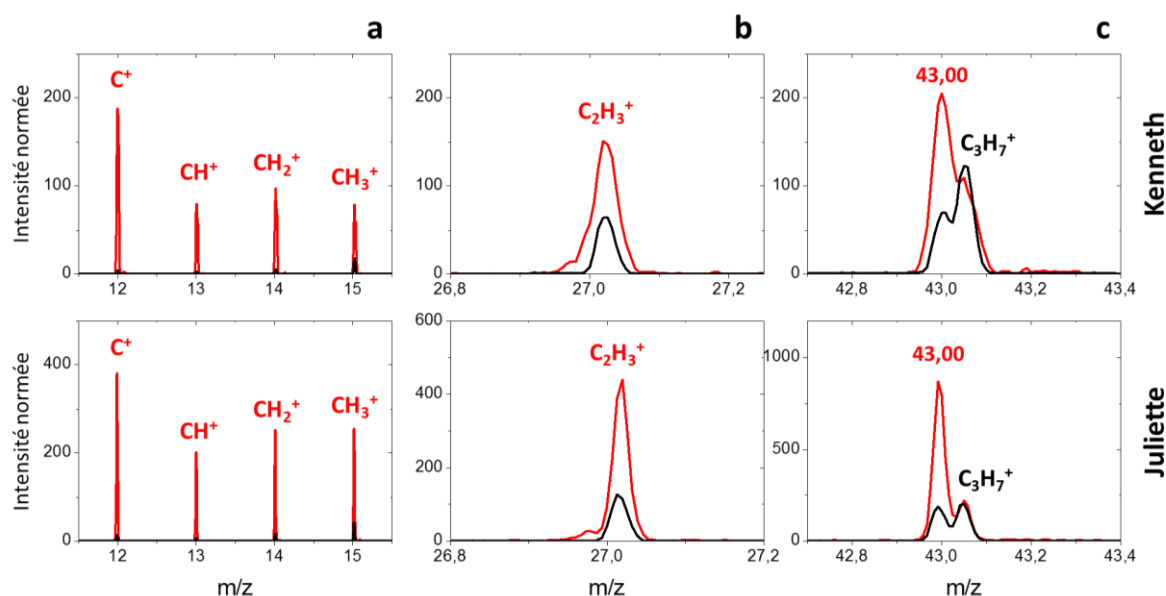 a
b
c
Intensité normée
200
100
0
C⁺
CH⁺
CH₂⁺
CH₃⁺
12
13
14
15
200
100
0
C₂H₃⁺
26,8
27,0
27,2
200
100
0
43,00
C₃H₇⁺
42,8
43,0
43,2
43,4
Kenneth
Intensité normée
400
200
0
C⁺
CH⁺
CH₂⁺
CH₃⁺
12
13
14
15
m/z
600
400
200
0
C₂H₃⁺
26,8
27,0
27,2
m/z
1000
500
0
43,00
C₃H₇⁺
42,8
43,0
43,2
43,4
m/z
Juliette